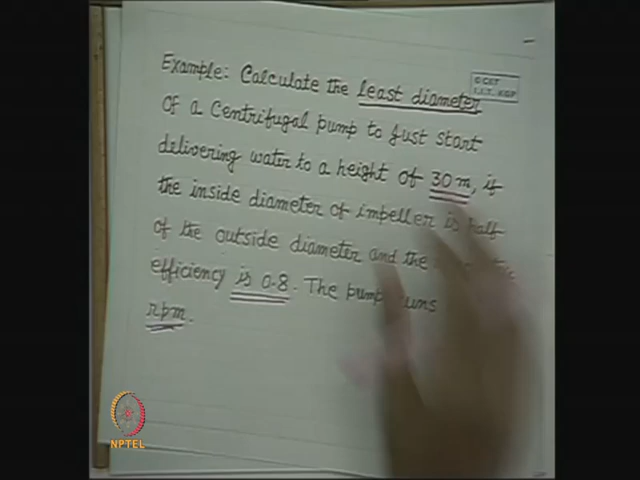 Example: Calculate the least diameter
© CET
I.I.T. KGP
Of a Centrifugal pump to just start
delivering water to a height of 30 m, if
the inside diameter of impeller is half
of the outside diameter and the
efficiency is 0.8. The pump runs
rpm.
NPTEL